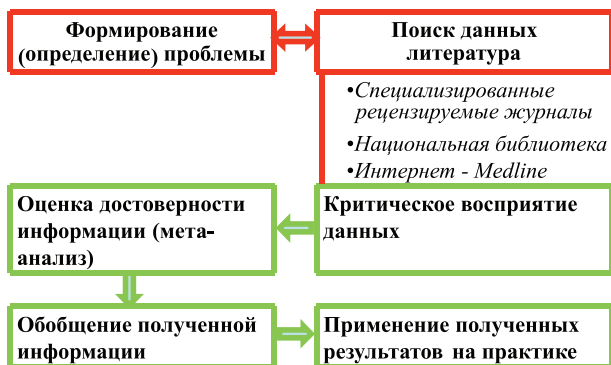 Формирование
(определение) проблемы
Поиск данных
литература
•Специализированные
рецензируемые журналы
•Национальная библиотека
•Интернет - Medline
Оценка достоверности
информации (мета-
анализ)
Критическое восприятие
данных
Обобщение полученной
информации
Применение полученных
результатов на практике